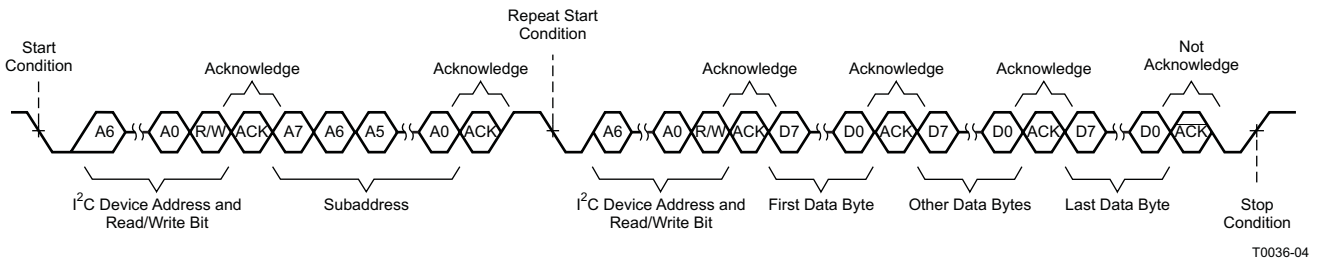 Repeat Start
Condition
Start
Condition
Not
Acknowledge
Acknowledge
Acknowledge
Acknowledge
Acknowledge
Acknowledge
A6 A0 R/W ACK A7 A6 A5 A0 ACK A6 A0 R/W ACK D7 D0 ACK D7 D0 ACK D7 D0 A̅C̅K̅
I²C Device Address and
Read/Write Bit
Subaddress
I²C Device Address and
Read/Write Bit
First Data Byte
Other Data Bytes
Last Data Byte
Stop
Condition
T0036-04